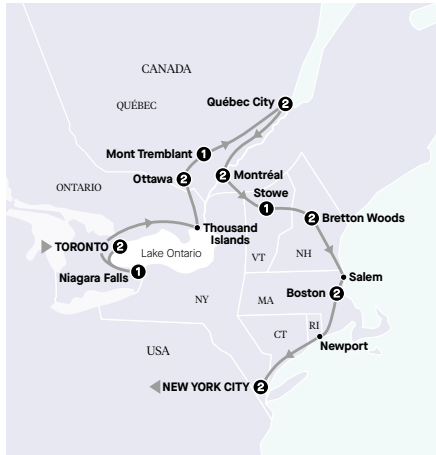 CANADA
QUÉBEC
Québec City 2
Mont Tremblant 1
Ottawa 2
2 Montréal
Stowe
1
ONTARIO
2 Bretton Woods
Thousand
Islands
TORONTO 2
Lake Ontario
VT
NH
Niagara Falls 1
Salem
NY
MA
Boston 2
CT
RI
Newport
USA
NEW YORK CITY 2